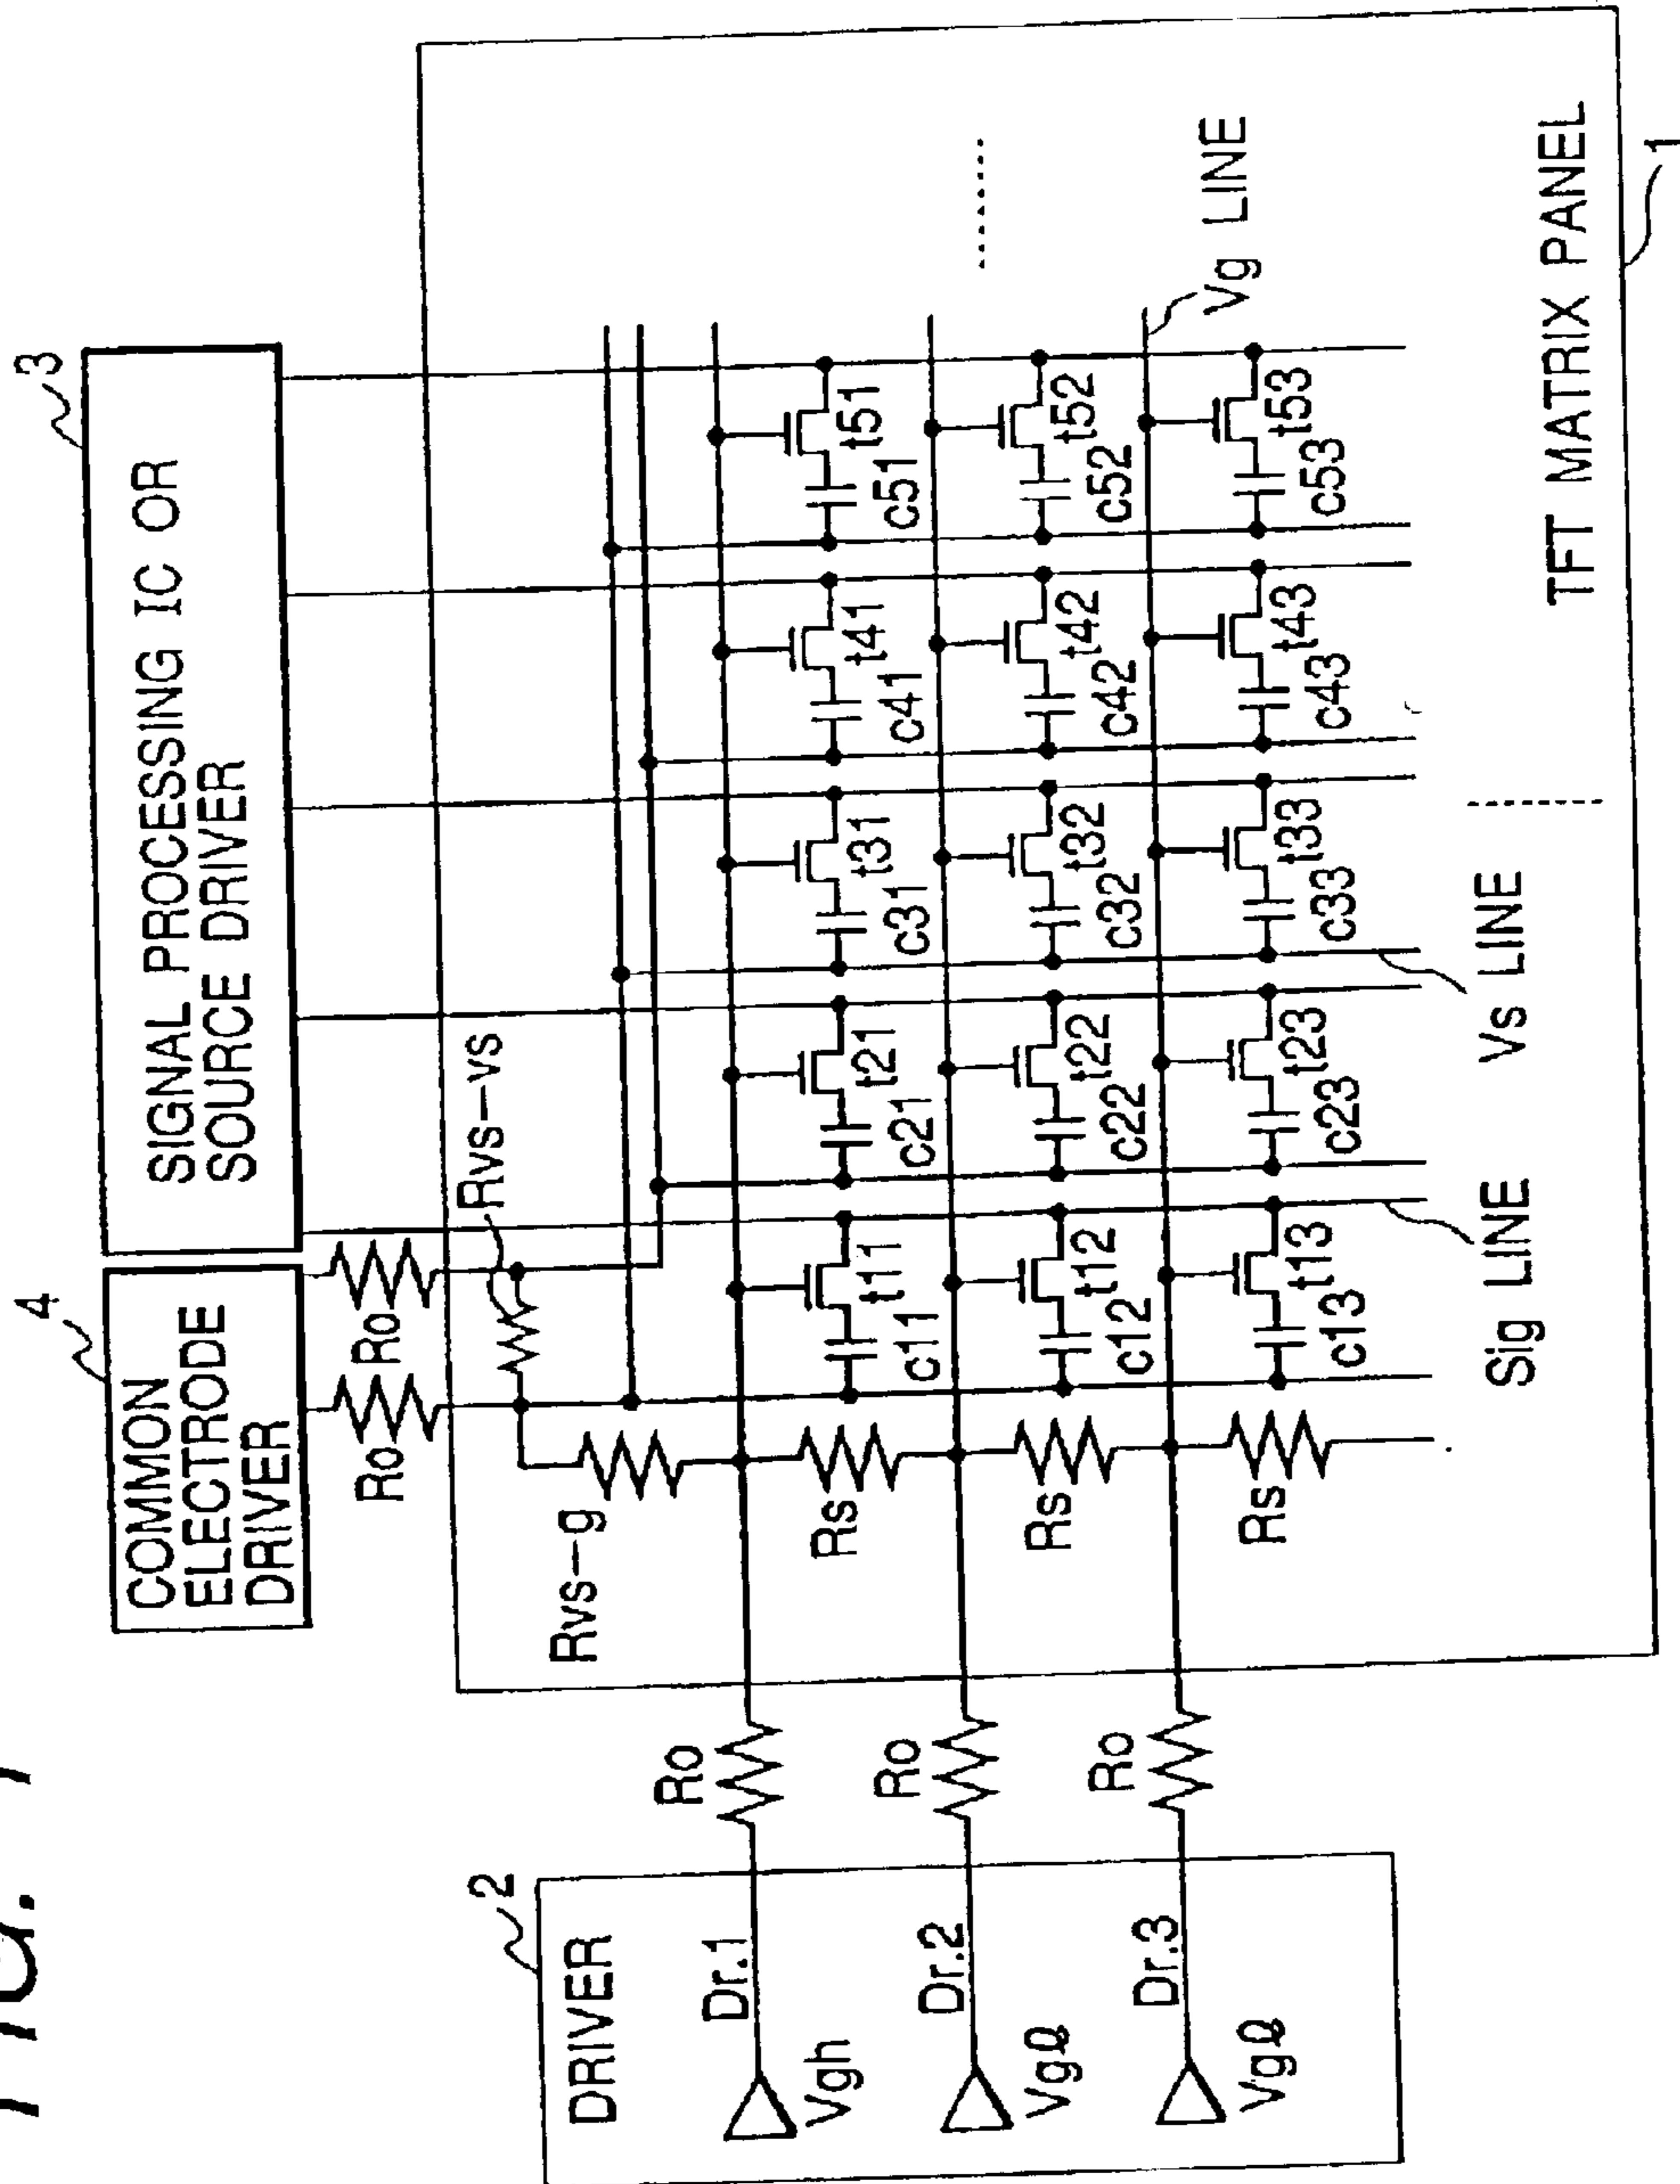 3
SIGNAL PROCESSING IC OR
SOURCE DRIVER
4
COMMON
ELECTRODE
DRIVER
Ro
Ro
Rvs-vs
Rvs-g
Rs
Rs
Rs
2
DRIVER
Dr.1
Vgh
Dr.2
Vgℓ
Dr.3
Vgℓ
Ro
Ro
Ro
t11
c11
t21
c21
t31
c31
t41
c41
t51
c51
t12
c12
t22
c22
t32
c32
t42
c42
t52
c52
t13
c13
t23
c23
t33
c33
t43
c43
t53
c53
Vg LINE
Sig LINE
Vs LINE
TFT MATRIX PANEL
1